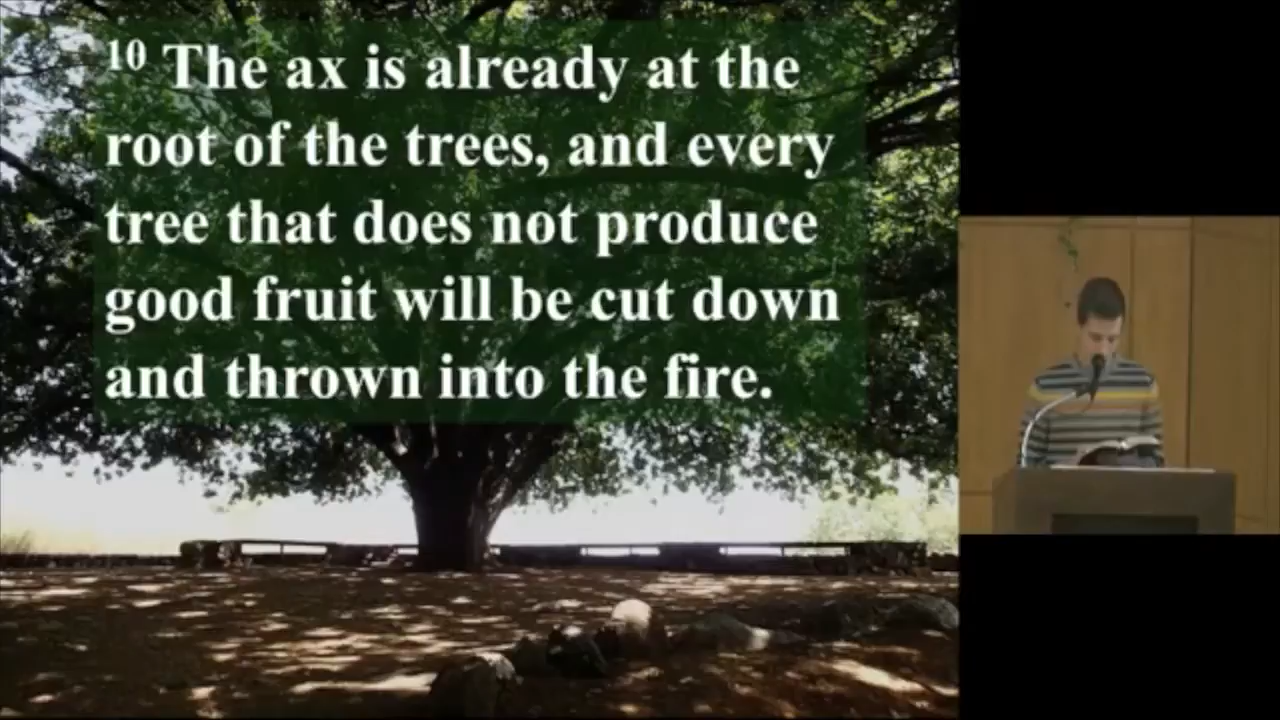 10 The ax is already at the
root of the trees, and every
tree that does not produce
good fruit will be cut down
and thrown into the fire.